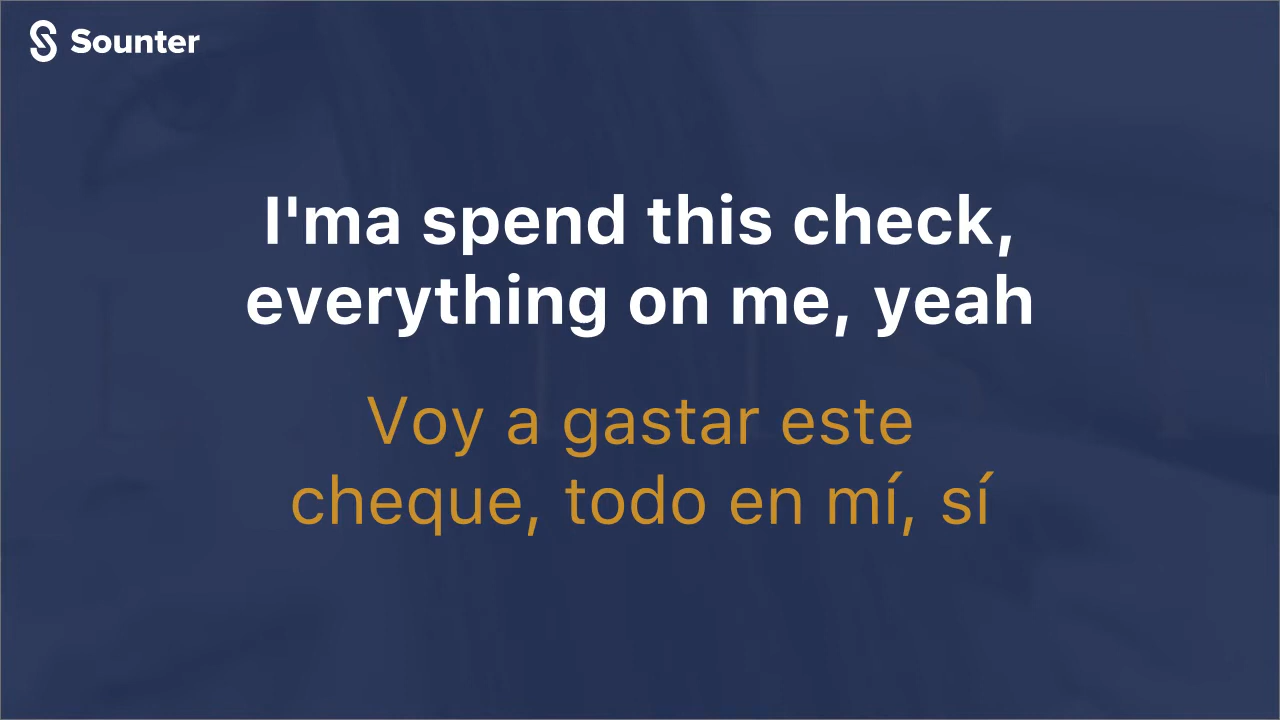 Sounter
I'ma spend this check,
everything on me, yeah
Voy a gastar este
cheque, todo en mí, sí